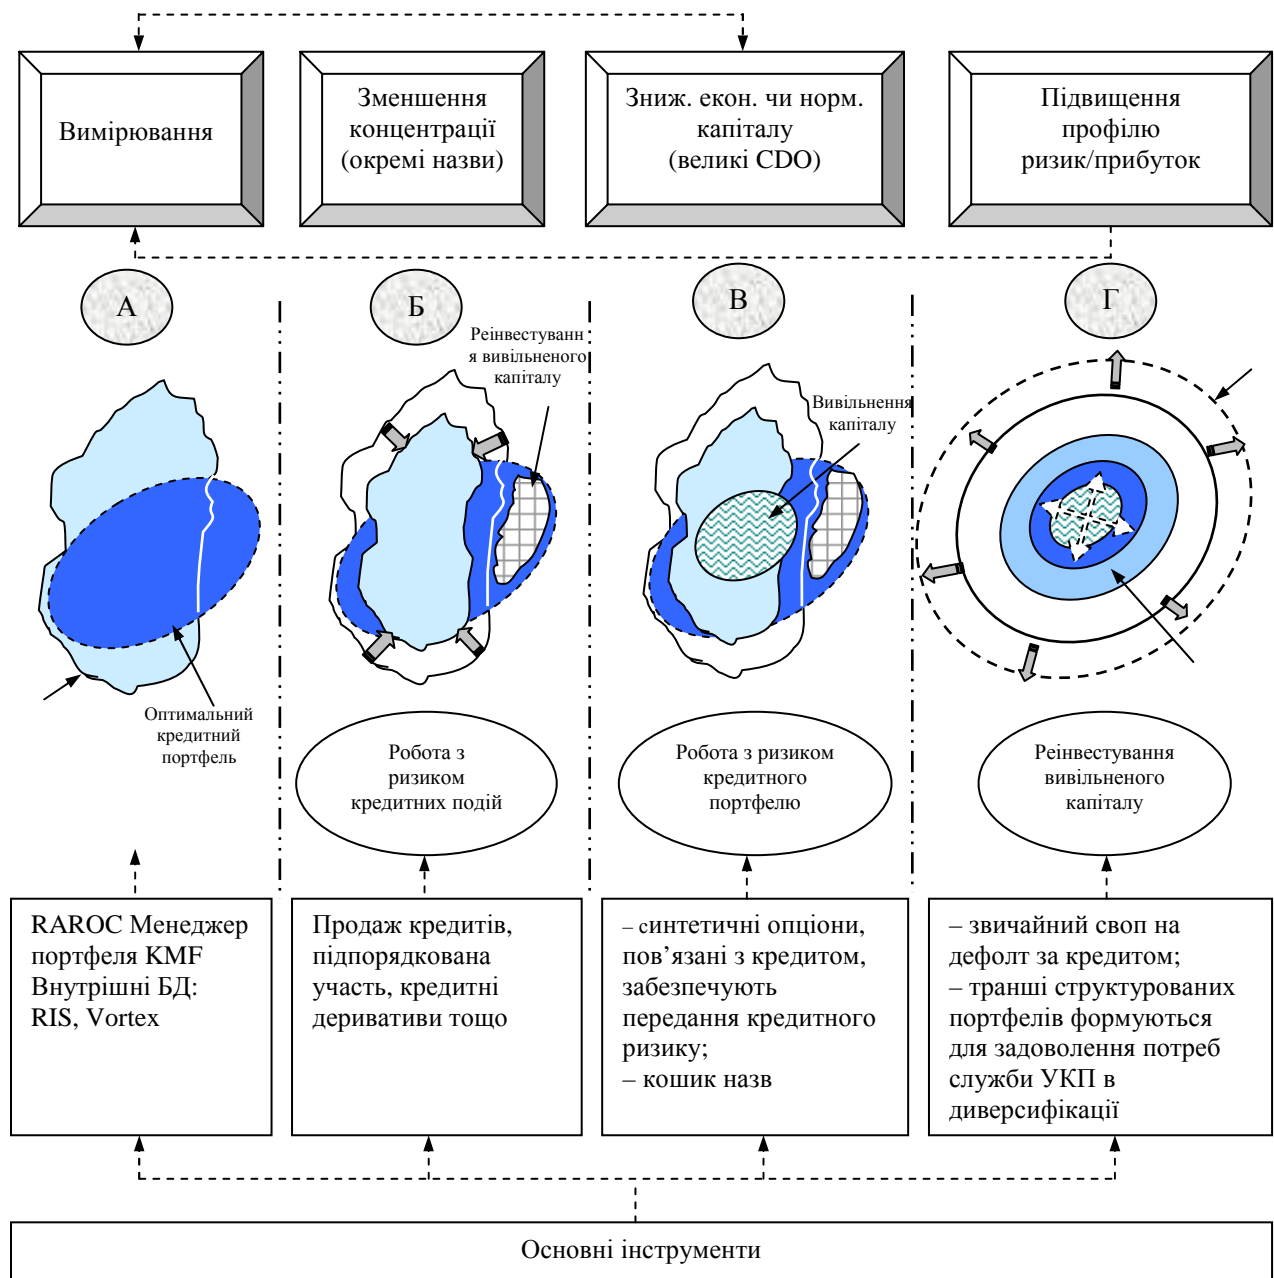 Вимірювання
Зменшення
концентрації
(окремі назви)
Зниж. екон. чи норм.
капіталу
(великі CDO)
Підвищення
профілю
ризик/прибуток
А
Б
В
Г
Реінвестуванн
я вивільненого
капіталу
Вивільнення
капіталу
Оптимальний
кредитний
портфель
Робота з
ризиком
кредитних подій
Робота з ризиком
кредитного
портфелю
Реінвестування
вивільненого
капіталу
RAROC Менеджер
портфеля KMF
Внутрішні БД:
RIS, Vortex
Продаж кредитів,
підпорядкована
участь, кредитні
деривативи тощо
– синтетичні опціони,
пов’язані з кредитом,
забезпечують
передання кредитного
ризику;
– кошик назв
– звичайний своп на
дефолт за кредитом;
– транші структурованих
портфелів формуються
для задоволення потреб
служби УКП в
диверсифікації
Основні інструменти